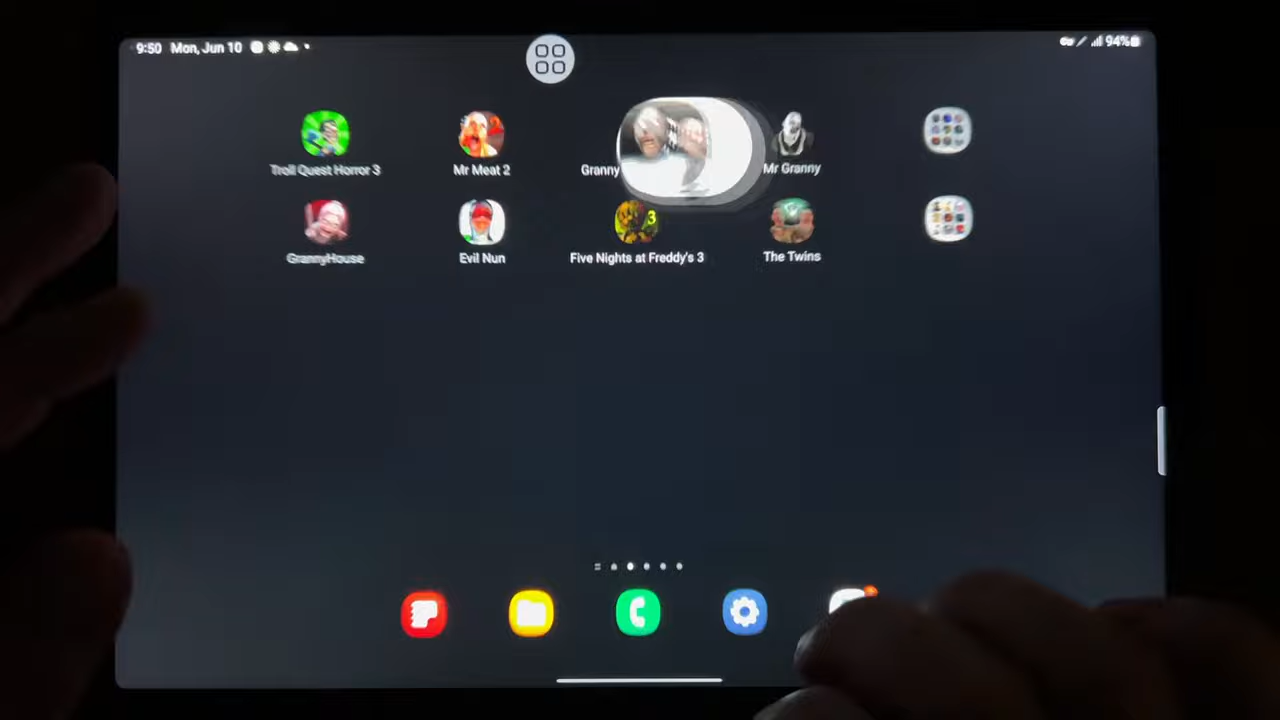 9:50 Mon, Jun 10
94%
Troll Quest Horror 3
Mr Meat 2
Granny
Mr Granny
GrannyHouse
Evil Nun
3
Five Nights at Freddy's 3
The Twins